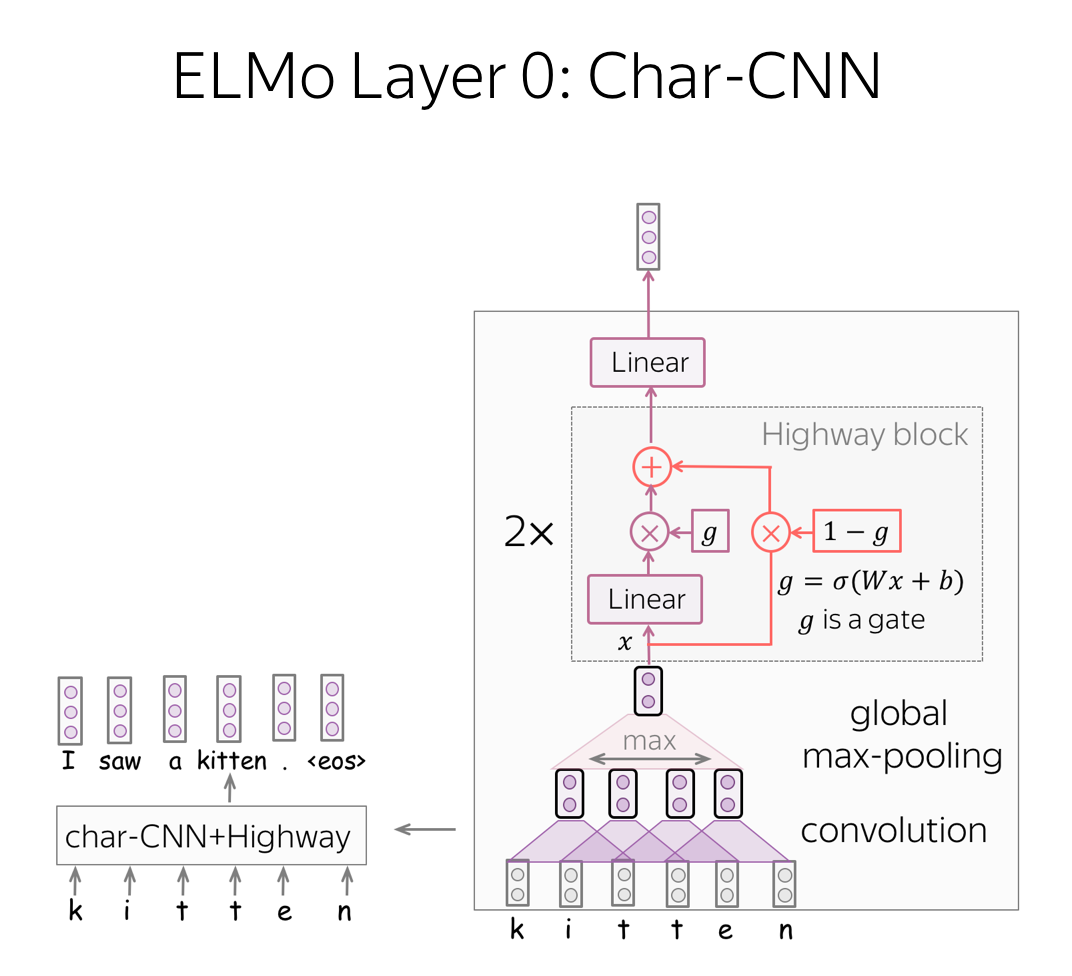 ELMo Layer 0: Char-CNN
Linear
Highway block
+
2×
×
g
×
1 − g
Linear
g = σ(Wx + b)
g is a gate
x
global
max-pooling
max
convolution
k i t t e n
I saw a kitten . <eos>
char-CNN+Highway
k i t t e n